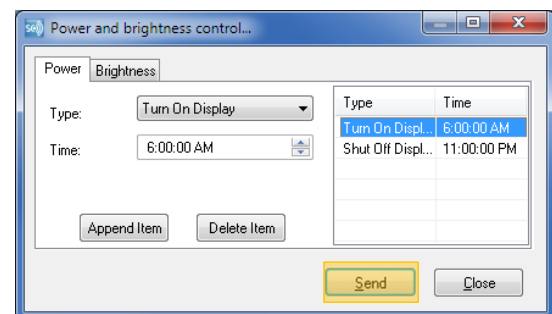 Power and brightness control...
Power Brightness
Type: Turn On Display
Time: 6:00:00 AM
Type Time
Turn On Displ... 6:00:00 AM
Shut Off Displ... 11:00:00 PM
Append Item Delete Item
Send Close